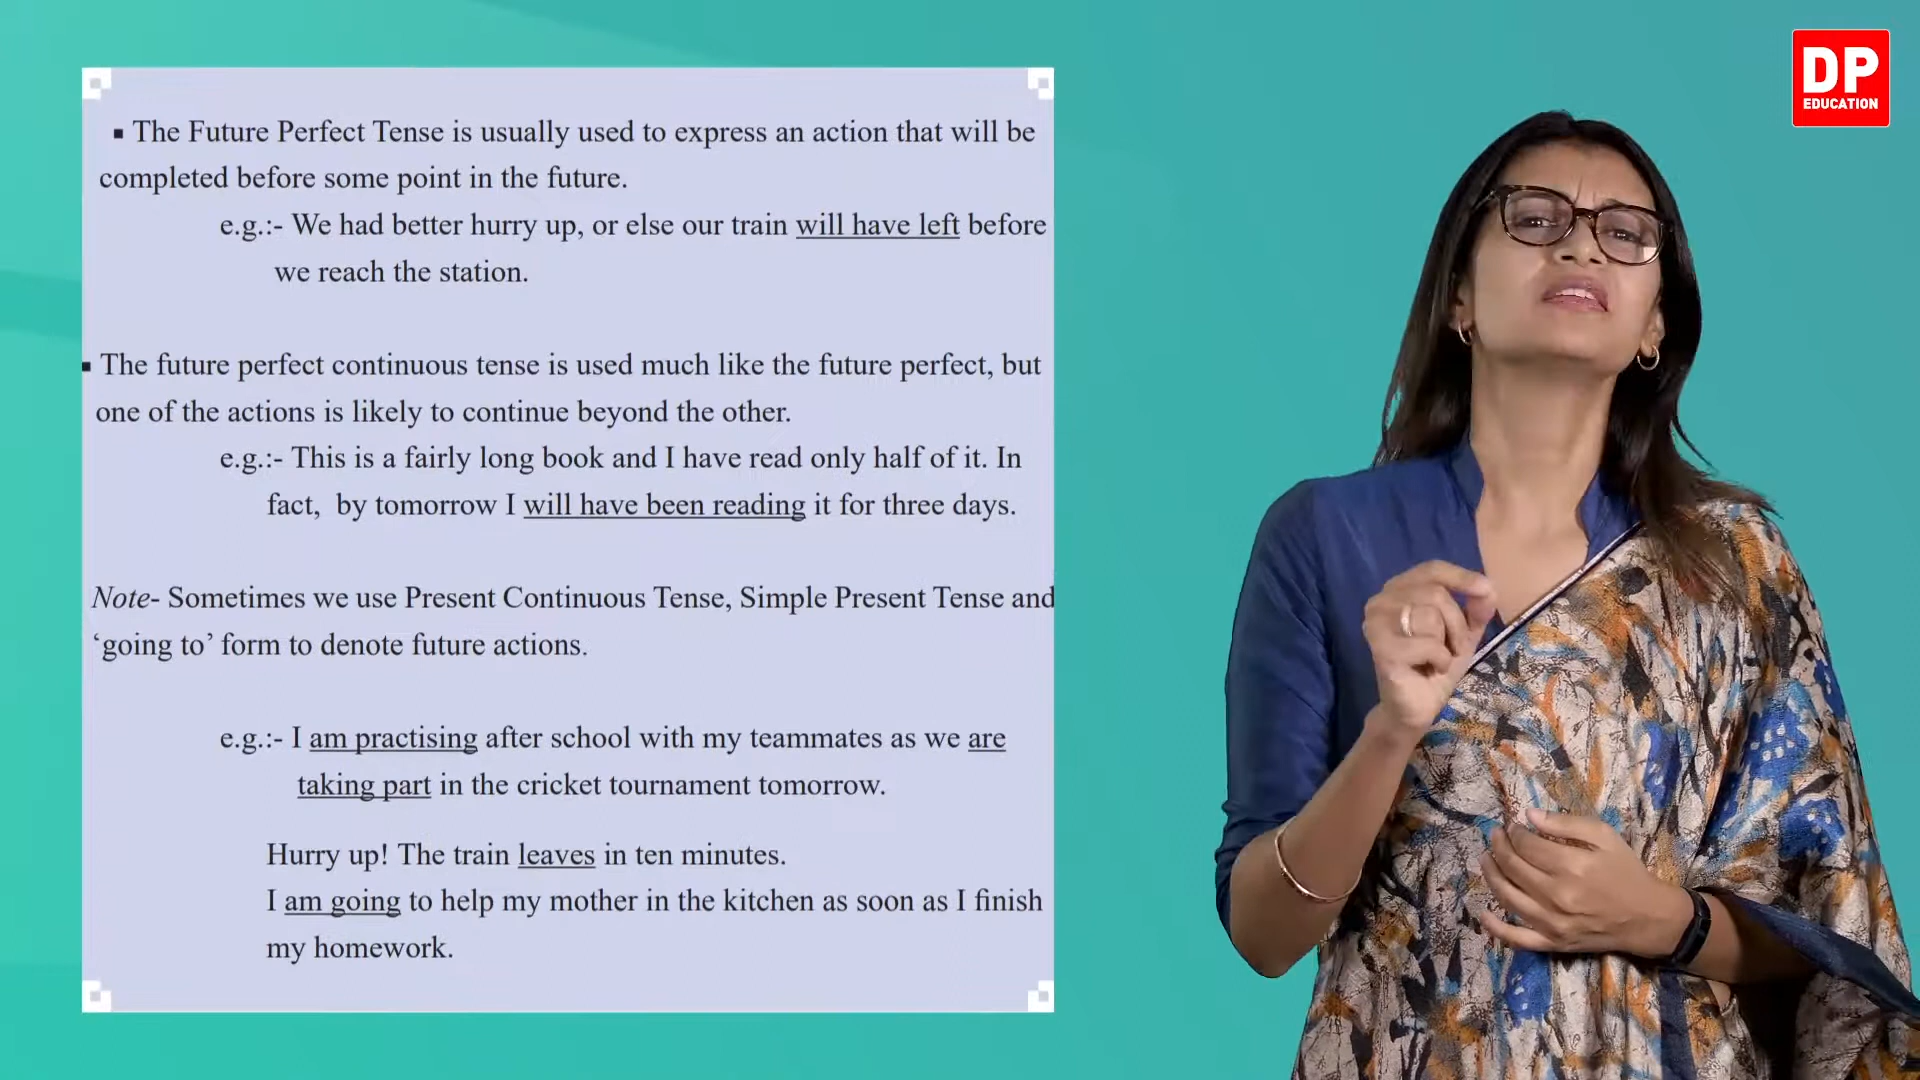 ▪ The Future Perfect Tense is usually used to express an action that will be
completed before some point in the future.
e.g.:- We had better hurry up, or else our train will have left before
we reach the station.
▪ The future perfect continuous tense is used much like the future perfect, but
one of the actions is likely to continue beyond the other.
e.g.:- This is a fairly long book and I have read only half of it. In
fact, by tomorrow I will have been reading it for three days.
Note- Sometimes we use Present Continuous Tense, Simple Present Tense and
‘going to’ form to denote future actions.
e.g.:- I am practising after school with my teammates as we are
taking part in the cricket tournament tomorrow.
Hurry up! The train leaves in ten minutes.
I am going to help my mother in the kitchen as soon as I finish
my homework.
DP
EDUCATION